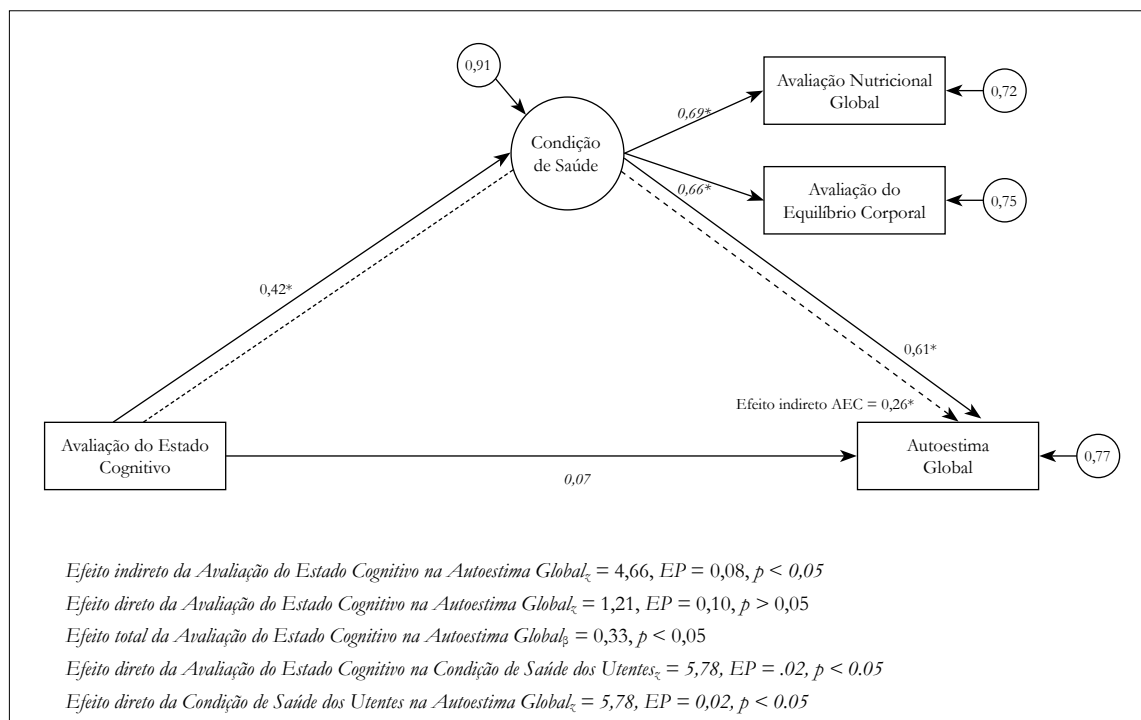 0,91
Avaliação Nutricional
Global
0,72
0,69*
Condição
de Saúde
0,66*
Avaliação do
Equilíbrio Corporal
0,75
0,42*
0,61*
Efeito indireto AEC = 0,26*
Avaliação do Estado
Cognitivo
0,07
Autoestima
Global
0,77
Efeito indireto da Avaliação do Estado Cognitivo na Autoestima Global_z = 4,66, EP = 0,08, p < 0,05
Efeito direto da Avaliação do Estado Cognitivo na Autoestima Global_z = 1,21, EP = 0,10, p > 0,05
Efeito total da Avaliação do Estado Cognitivo na Autoestima Global_β = 0,33, p < 0,05
Efeito direto da Avaliação do Estado Cognitivo na Condição de Saúde dos Utentes_z = 5,78, EP = .02, p < 0.05
Efeito direto da Condição de Saúde dos Utentes na Autoestima Global_z = 5,78, EP = 0,02, p < 0.05